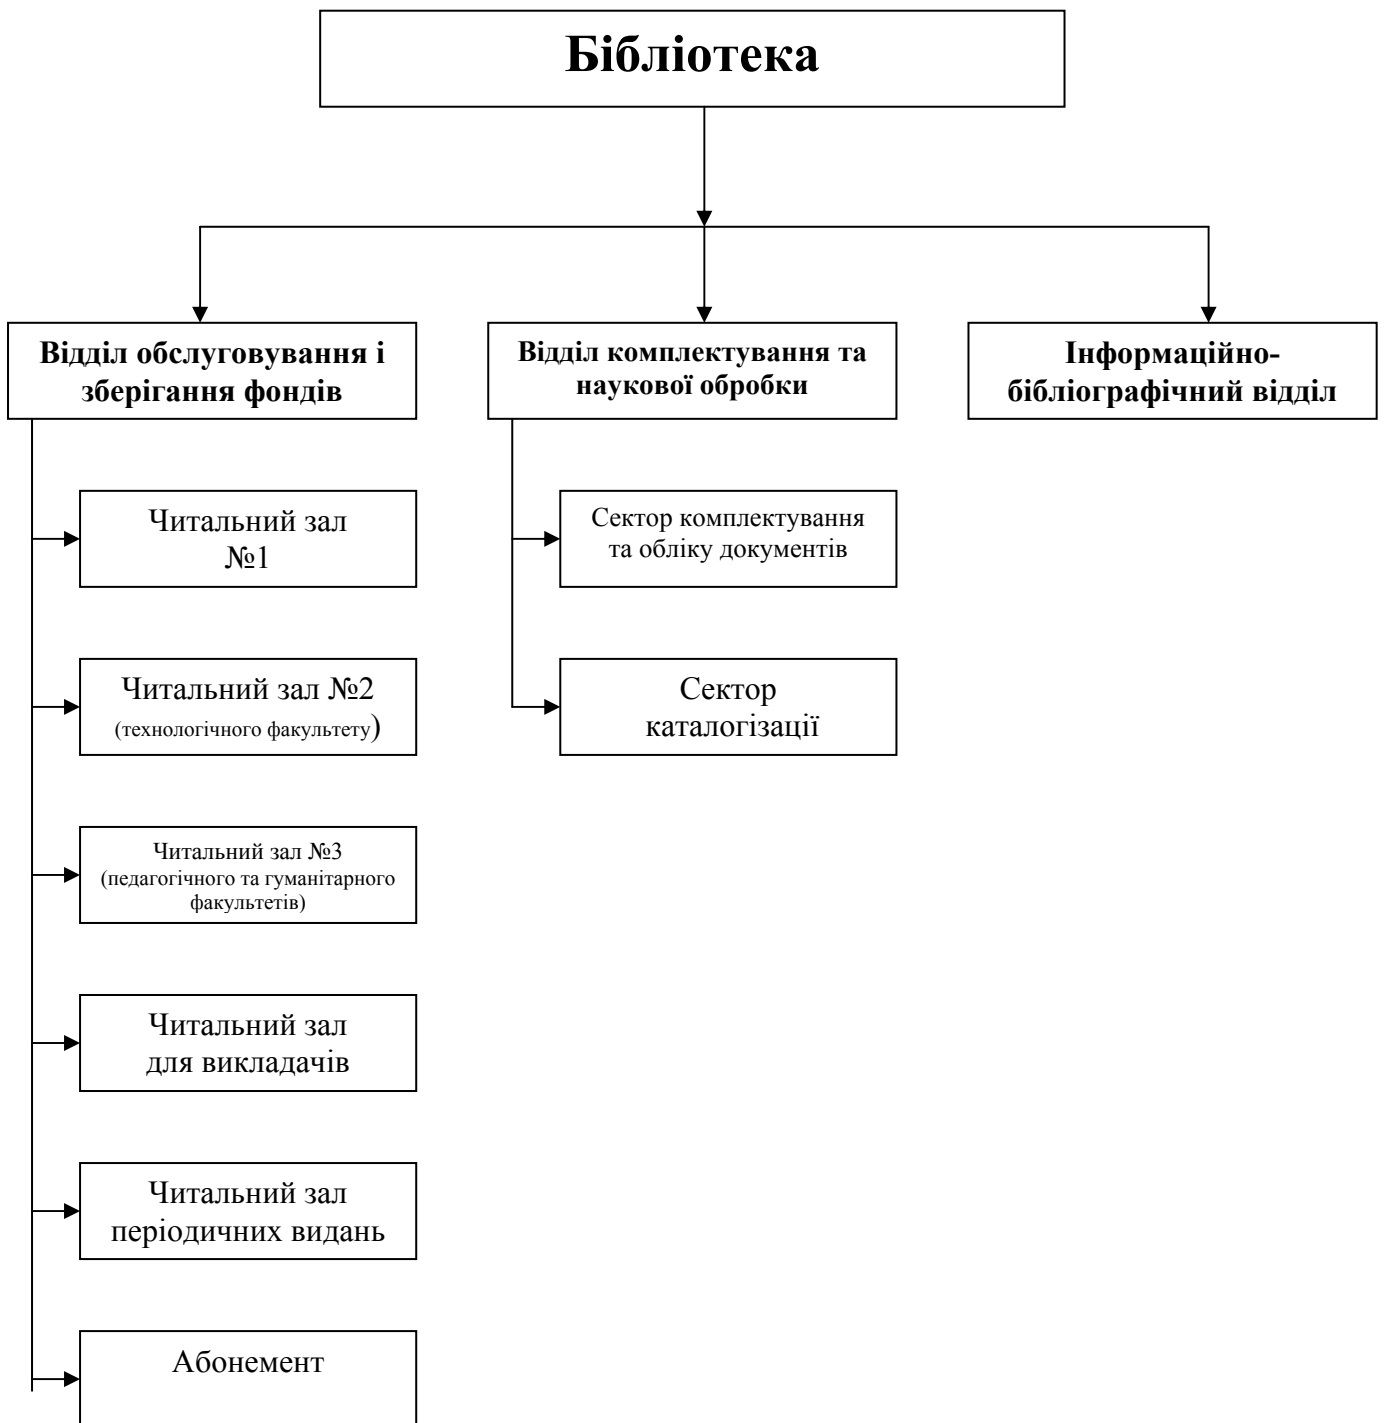 Бібліотека
Відділ обслуговування і
зберігання фондів
Відділ комплектування та
наукової обробки
Інформаційно-
бібліографічний відділ
Читальний зал
№1
Сектор комплектування
та обліку документів
Читальний зал №2
(технологічного факультету)
Сектор
каталогізації
Читальний зал №3
(педагогічного та гуманітарного
факультетів)
Читальний зал
для викладачів
Читальний зал
періодичних видань
Абонемент